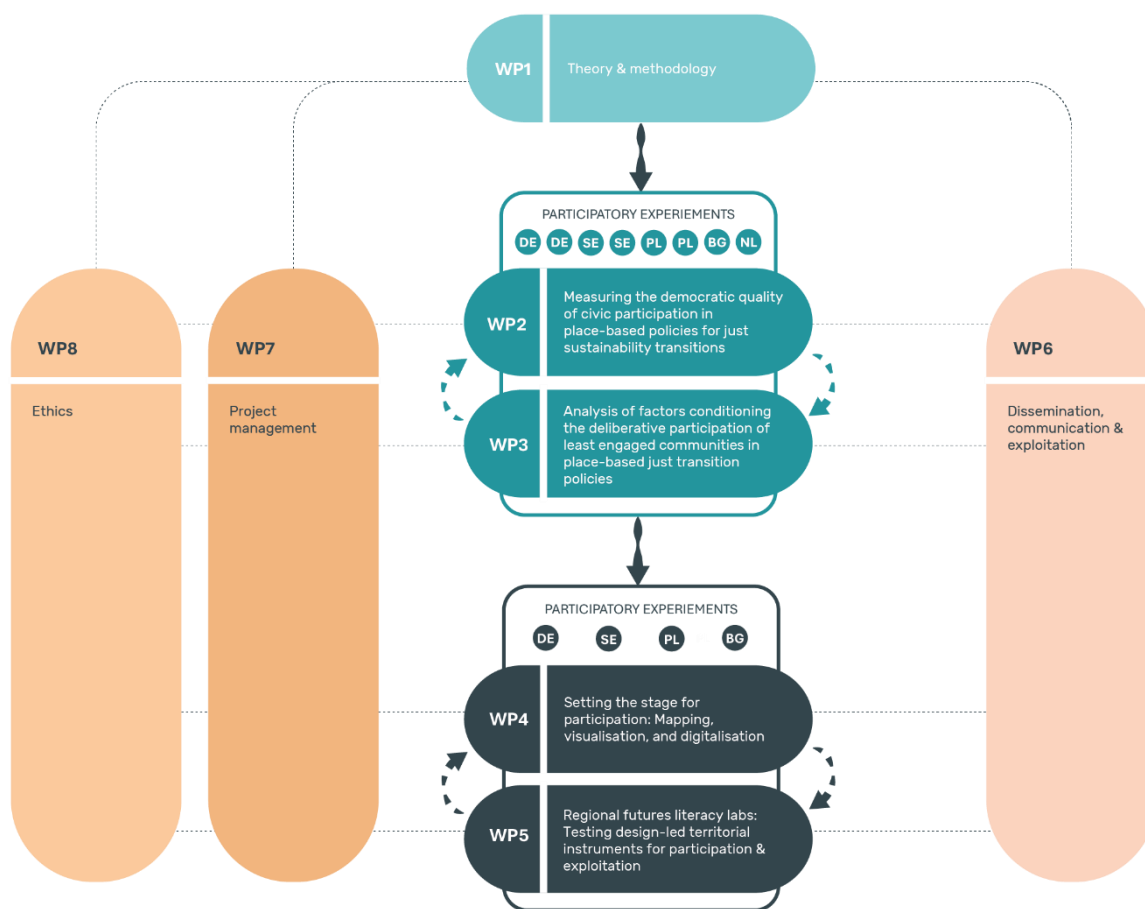 WP1
Theory & methodology
PARTICIPATORY EXPERIEMENTS
DE DE SE SE PL PL BG NL
WP2
Measuring the democratic quality
of civic participation in
place-based policies for just
sustainability transitions
WP3
Analysis of factors conditioning
the deliberative participation of
least engaged communities in
place-based just transition
policies
WP8
Ethics
WP7
Project
management
WP6
Dissemination,
communication &
exploitation
PARTICIPATORY EXPERIEMENTS
DE SE PL BG
WP4
Setting the stage for
participation: Mapping,
visualisation, and digitalisation
WP5
Regional futures literacy labs:
Testing design-led territorial
instruments for participation &
exploitation